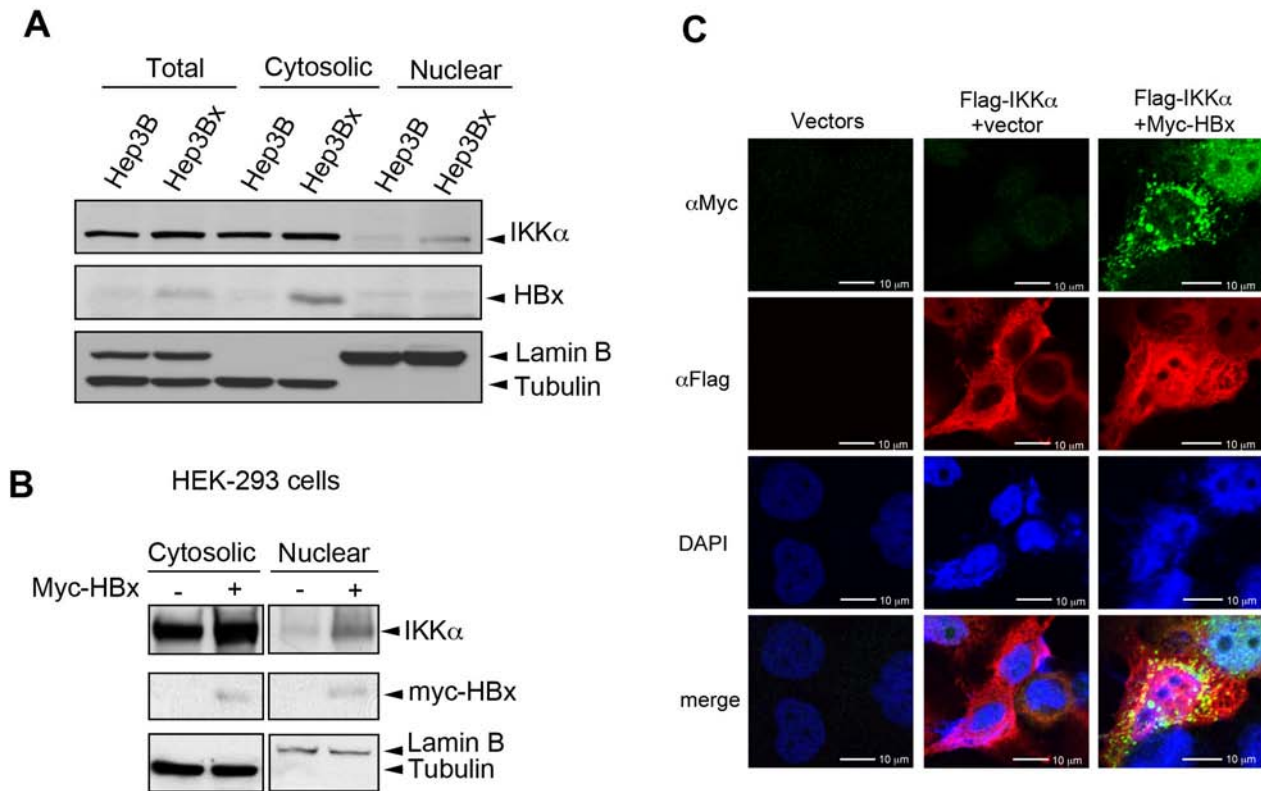 A
Total Cytosolic Nuclear
Hep3B Hep3Bx Hep3B Hep3Bx Hep3B Hep3Bx
IKKα
HBx
Lamin B
Tubulin
B
HEK-293 cells
Cytosolic Nuclear
Myc-HBx - + - +
IKKα
myc-HBx
Lamin B
Tubulin
C
Vectors Flag-IKKα +vector Flag-IKKα +Myc-HBx
αMyc
10 μm 10 μm 10 μm
αFlag
10 μm 10 μm 10 μm
DAPI
10 μm 10 μm 10 μm
merge
10 μm 10 μm 10 μm